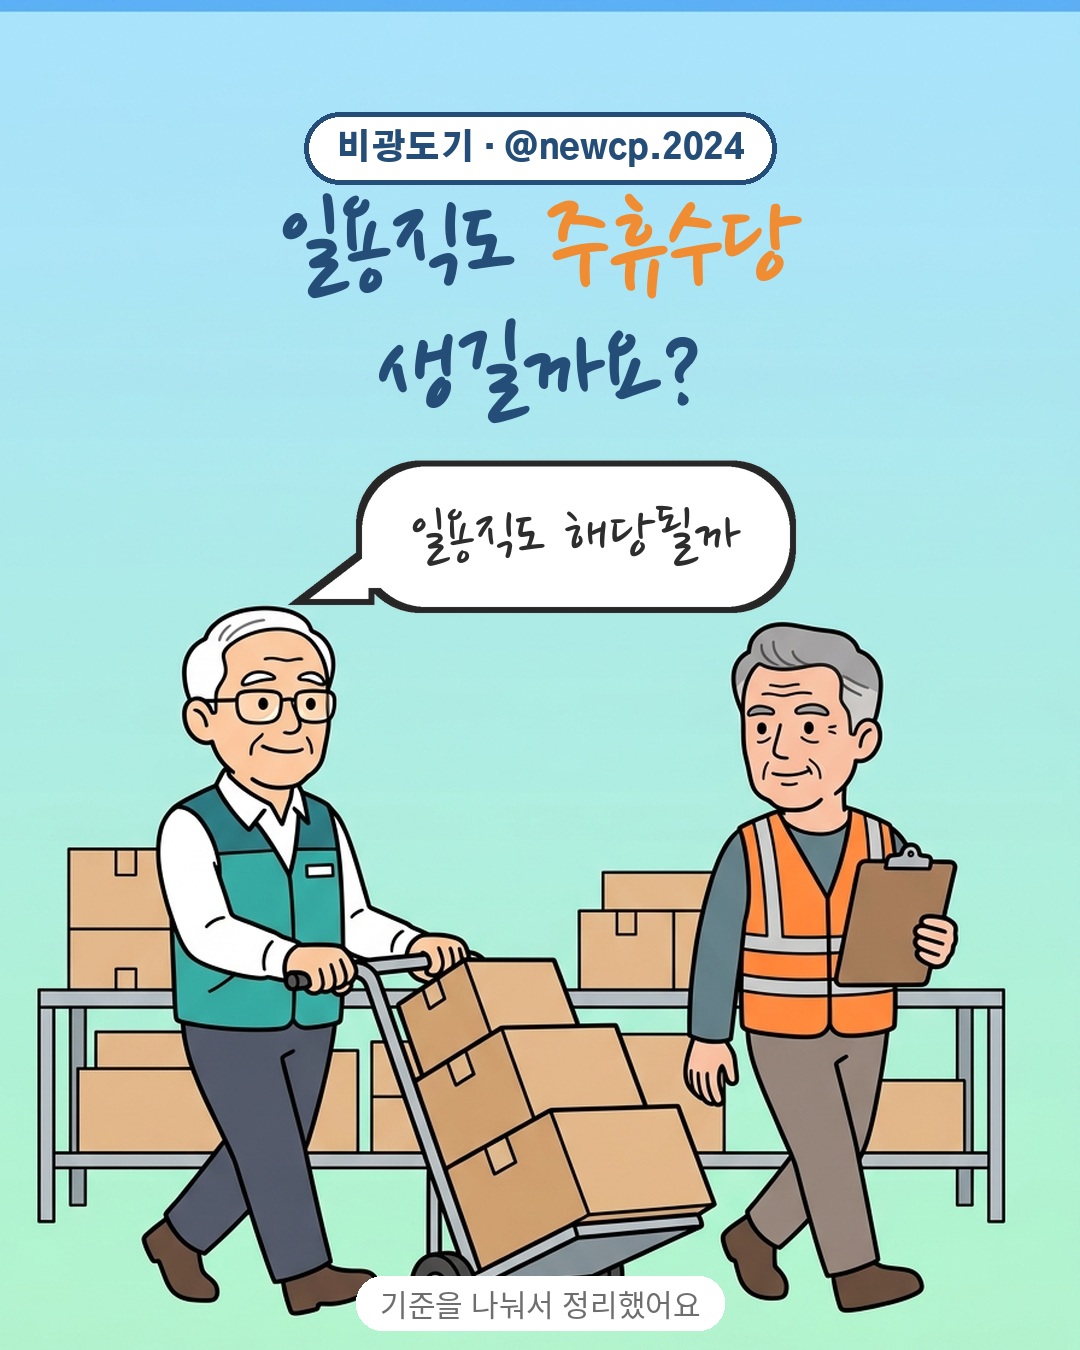 비광도기 · @newcp.2024
일용직도 주휴수당
생길까요?
일용직도 해당될까
기준을 나눠서 정리했어요